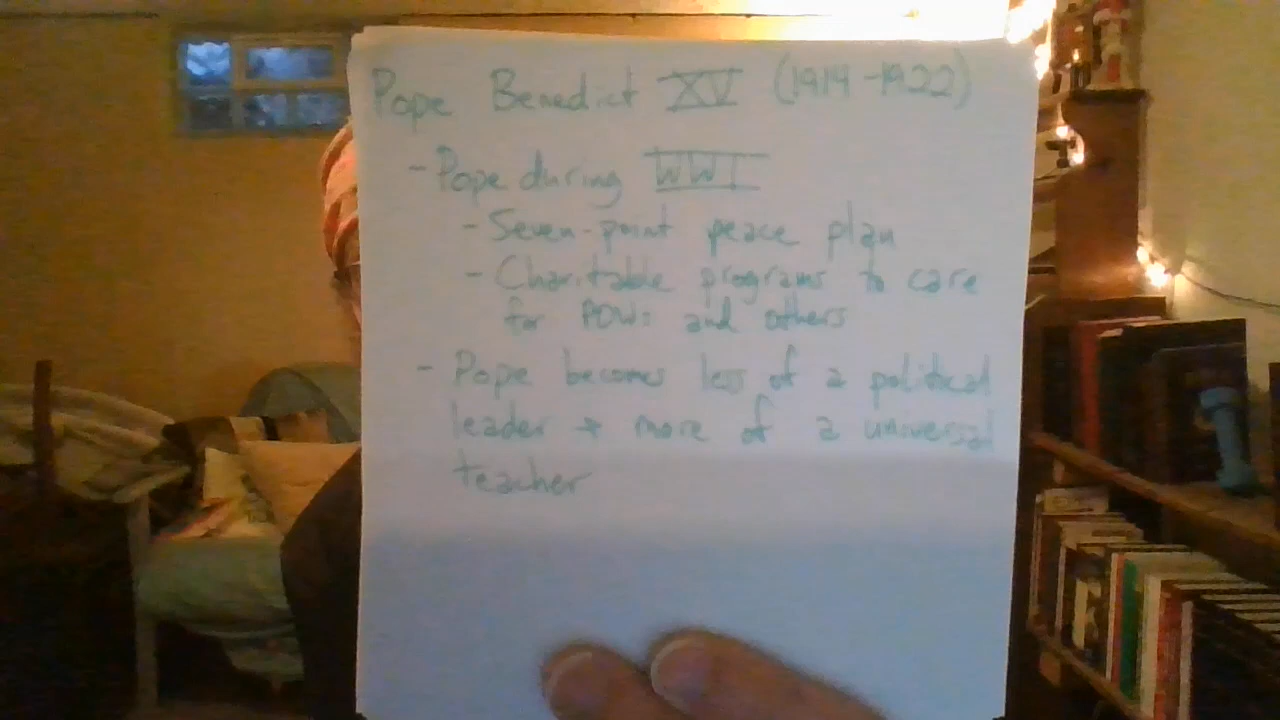 Pope Benedict XV (1914-1922)
- Pope during WWI
- Seven-point peace plan
- Charitable programs to care
for POWs and others
- Pope becomes less of a political
leader + more of a universal
teacher